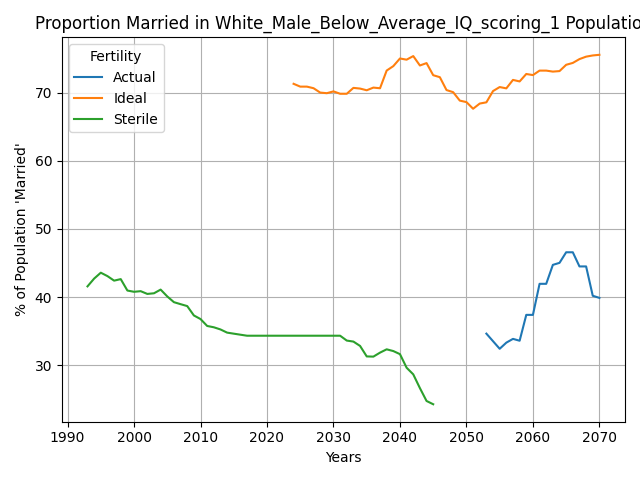 Proportion Married in White_Male_Below_Average_IQ_scoring_1 Populatio
Fertility
Actual
Ideal
Sterile
70
60
50
40
30
% of Population 'Married'
1990 2000 2010 2020 2030 2040 2050 2060 2070
Years